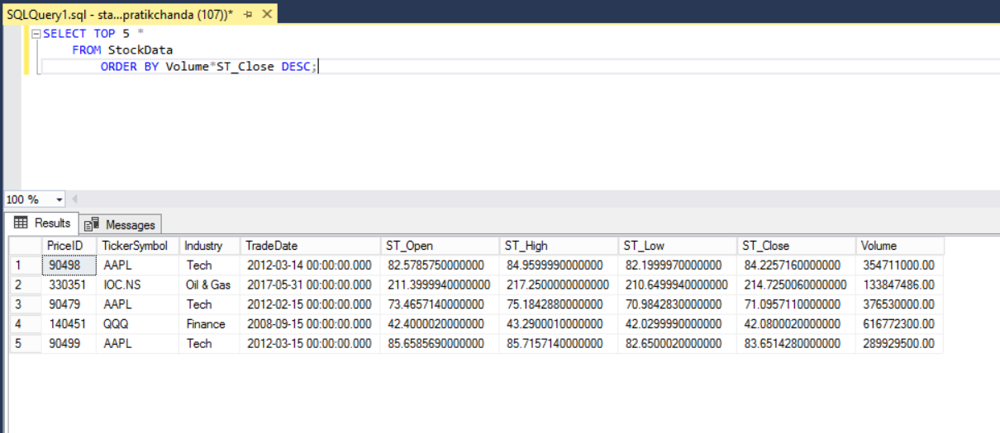 SQLQuery1.sql - sta...pratikchanda (107))*
SELECT TOP 5 *
FROM StockData
ORDER BY Volume*ST_Close DESC;
100 %
Results Messages
PriceID TickerSymbol Industry TradeDate ST_Open ST_High ST_Low ST_Close Volume
1 90498 AAPL Tech 2012-03-14 00:00:00.000 82.5785750000000 84.9599990000000 82.1999970000000 84.2257160000000 354711000.00
2 330351 IOC.NS Oil & Gas 2017-05-31 00:00:00.000 211.3999940000000 217.2500000000000 210.6499940000000 214.7250060000000 133847486.00
3 90479 AAPL Tech 2012-02-15 00:00:00.000 73.4657140000000 75.1842880000000 70.9842830000000 71.0957110000000 376530000.00
4 140451 QQQ Finance 2008-09-15 00:00:00.000 42.4000020000000 43.2900010000000 42.0299990000000 42.0800020000000 616772300.00
5 90499 AAPL Tech 2012-03-15 00:00:00.000 85.6585690000000 85.7157140000000 82.6500020000000 83.6514280000000 289929500.00